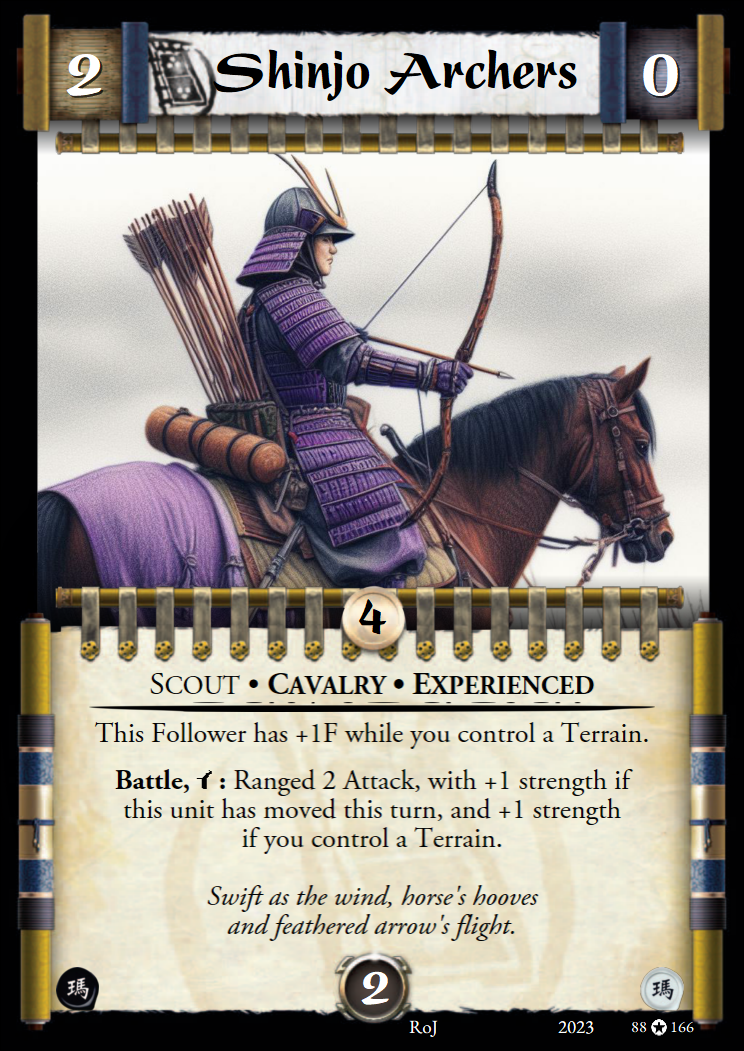 2
Shinjo Archers
0
4
Scout • Cavalry • Experienced
This Follower has +1F while you control a Terrain.
Battle, : Ranged 2 Attack, with +1 strength if
this unit has moved this turn, and +1 strength
if you control a Terrain.
Swift as the wind, horse's hooves
and feathered arrow's flight.
瑪
2
瑪
RoJ 2023 88 ✪ 166